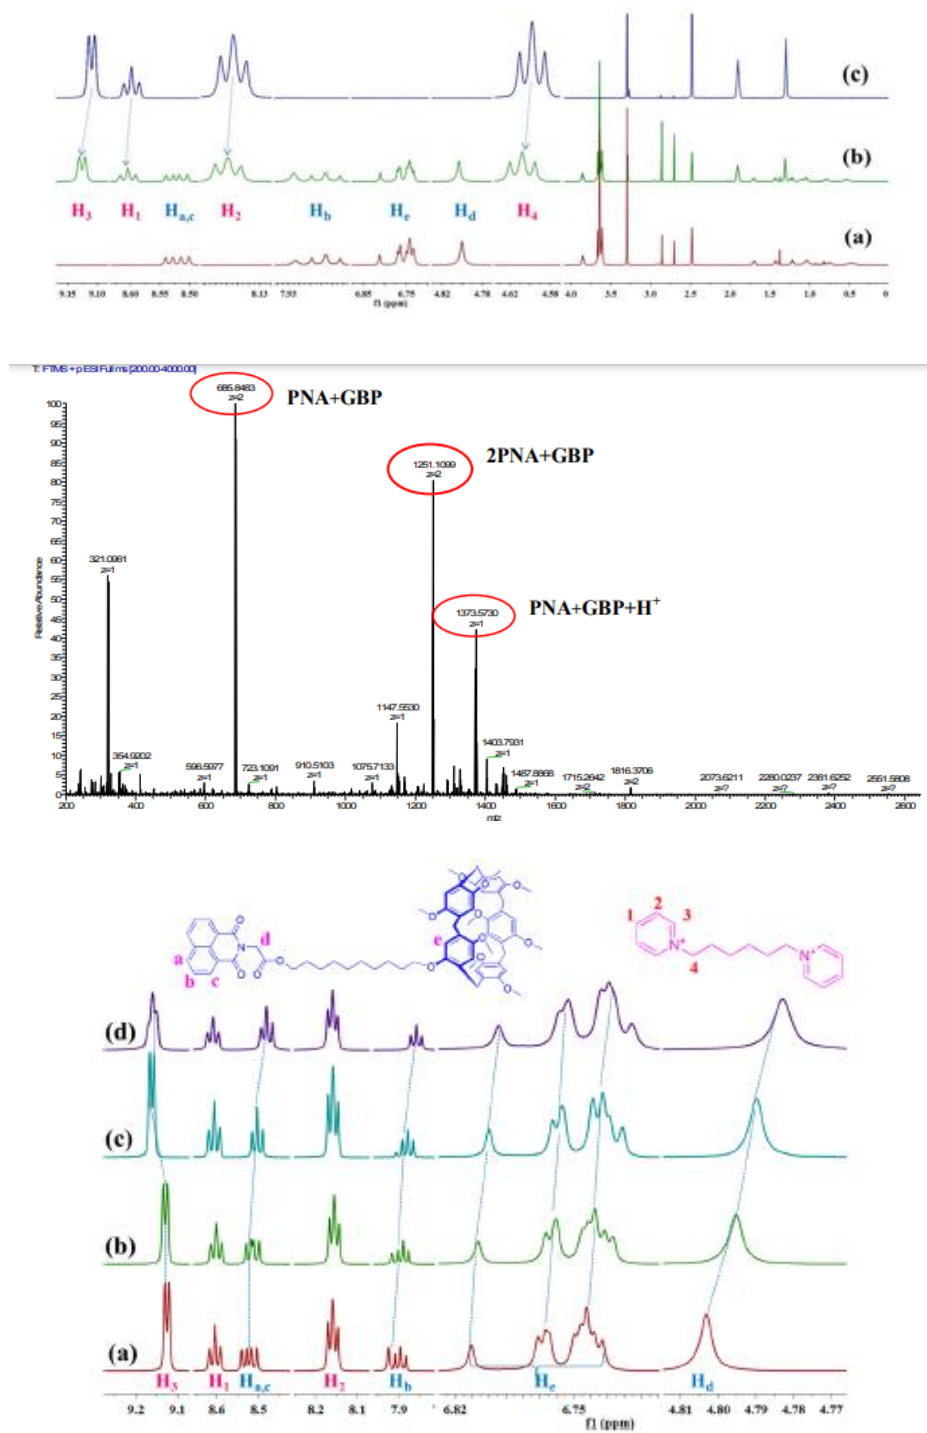 (c)
(b)
H3 H1 Ha,c H2 Hb He Hd H4
(a)
9.15 9.10 8.60 8.55 8.50 8.13 7.93 6.85 6.75 4.82 4.78 4.62 4.58 4.0 3.0 2.5 2.0 1.5 1.0 0.5 0
f1 (ppm)
T: FTMS + p ESI Full ms [200.00-4000.00]
685.8483
z=2
PNA+GBP
1251.1099
z=2
2PNA+GBP
321.0961
z=1
1373.5730
z=1
PNA+GBP+H+
1147.5530
z=1
354.9202
z=1
596.5977
z=1
723.1091
z=1
910.5103
z=1
1075.7133
z=1
1403.7931
z=1
1487.8868
z=1
1715.2642
z=2
1816.3706
z=2
2073.6211
z=?
2280.0237
z=?
2381.6252
z=?
2551.5808
z=?
Relative Abundance
100
95
90
85
80
75
70
65
60
55
50
45
40
35
30
25
20
15
10
5
0
200 400 600 800 1000 1200 1400 1600 1800 2000 2200 2400 2600
m/z
O N O d O O a b c e O O O O O O O O O
1 2 3 N+ 4 N+
(d)
(c)
(b)
(a)
H3 H1 Ha,c H2 Hb He Hd
9.2 9.1 8.6 8.5 8.2 8.1 7.9 6.82 6.75 4.81 4.80 4.79 4.78 4.77
f1 (ppm)